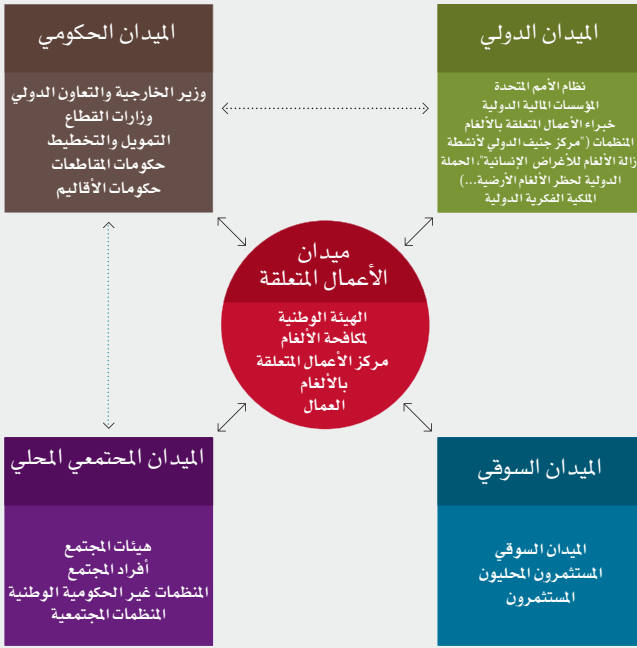 الميدان الدولي
نظام الأمم المتحدة
المؤسسات المالية الدولية
خبراء الأعمال المتعلقة بالألغام
المنظمات ("مركز جنيف الدولي لأنشطة
زالة الألغام للأغراض الإنسانية"، الحملة
الدولية لحظر الألغام الأرضية...)
الملكية الفكرية الدولية
الميدان الحكومي
وزير الخارجية والتعاون الدولي
وزارات القطاع
التمويل والتخطيط
حكومات المقاطعات
حكومات الأقاليم
ميدان
الأعمال المتعلقة
الهيئة الوطنية
لمكافحة الألغام
مركز الأعمال المتعلقة
بالألغام
العمال
الميدان السوقي
الميدان السوقي
المستثمرون المحليون
المستثمرون
الميدان المحتمعي المحلي
هيئات المجتمع
أفراد المجتمع
المنظمات غير الحكومية الوطنية
المنظمات المجتمعية